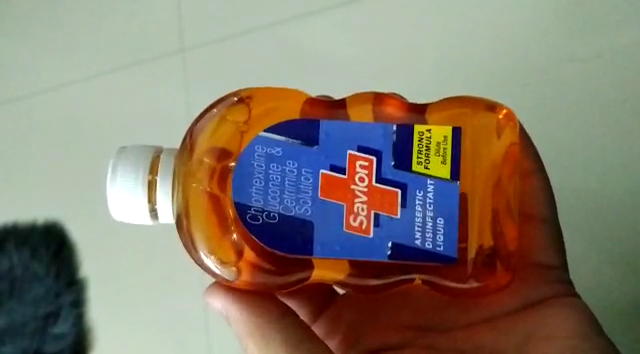 Chlorhexidine
Gluconate &
Cetrimide
Solution
Savlon
STRONG
FORMULA
Dilute
Before Use
ANTISEPTIC
DISINFECTANT
LIQUID